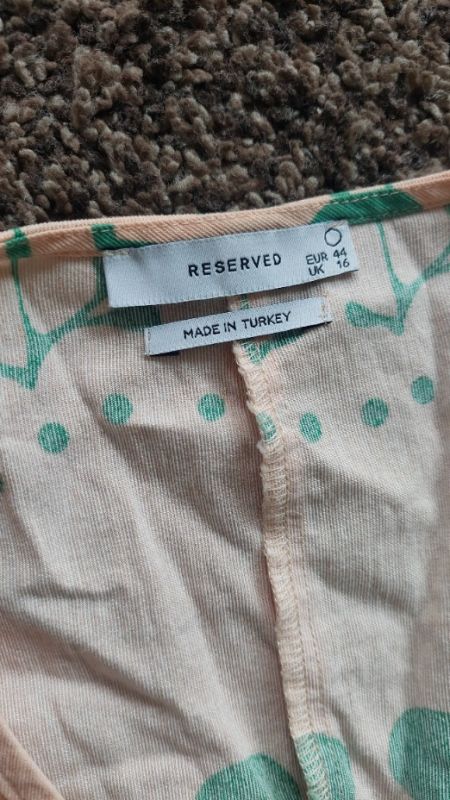 RESERVED
EUR 44
UK 16
MADE IN TURKEY